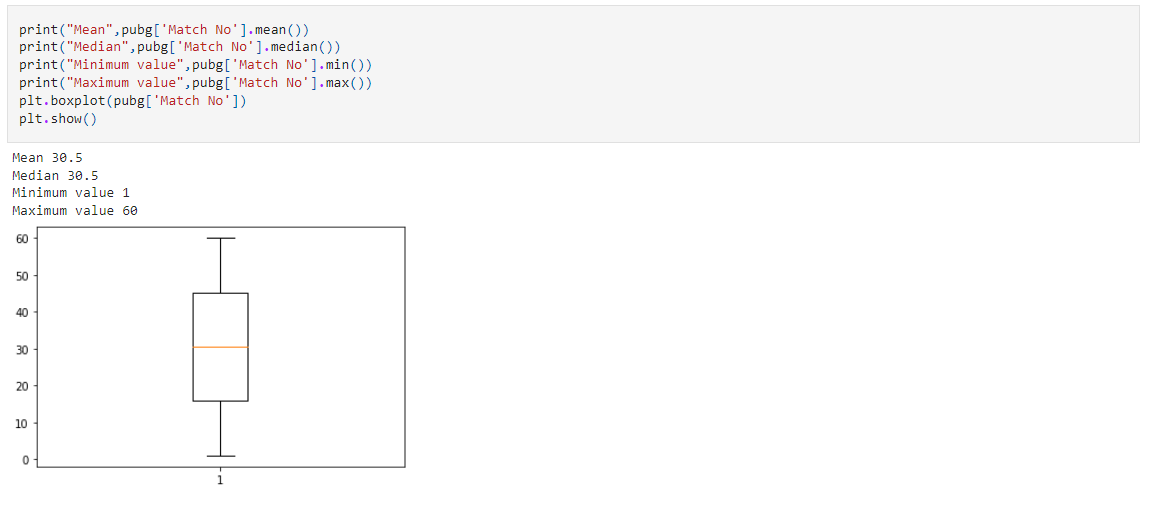 print("Mean",pubg['Match No'].mean())
print("Median",pubg['Match No'].median())
print("Minimum value",pubg['Match No'].min())
print("Maximum value",pubg['Match No'].max())
plt.boxplot(pubg['Match No'])
plt.show()
Mean 30.5
Median 30.5
Minimum value 1
Maximum value 60
60
50
40
30
20
10
0
1